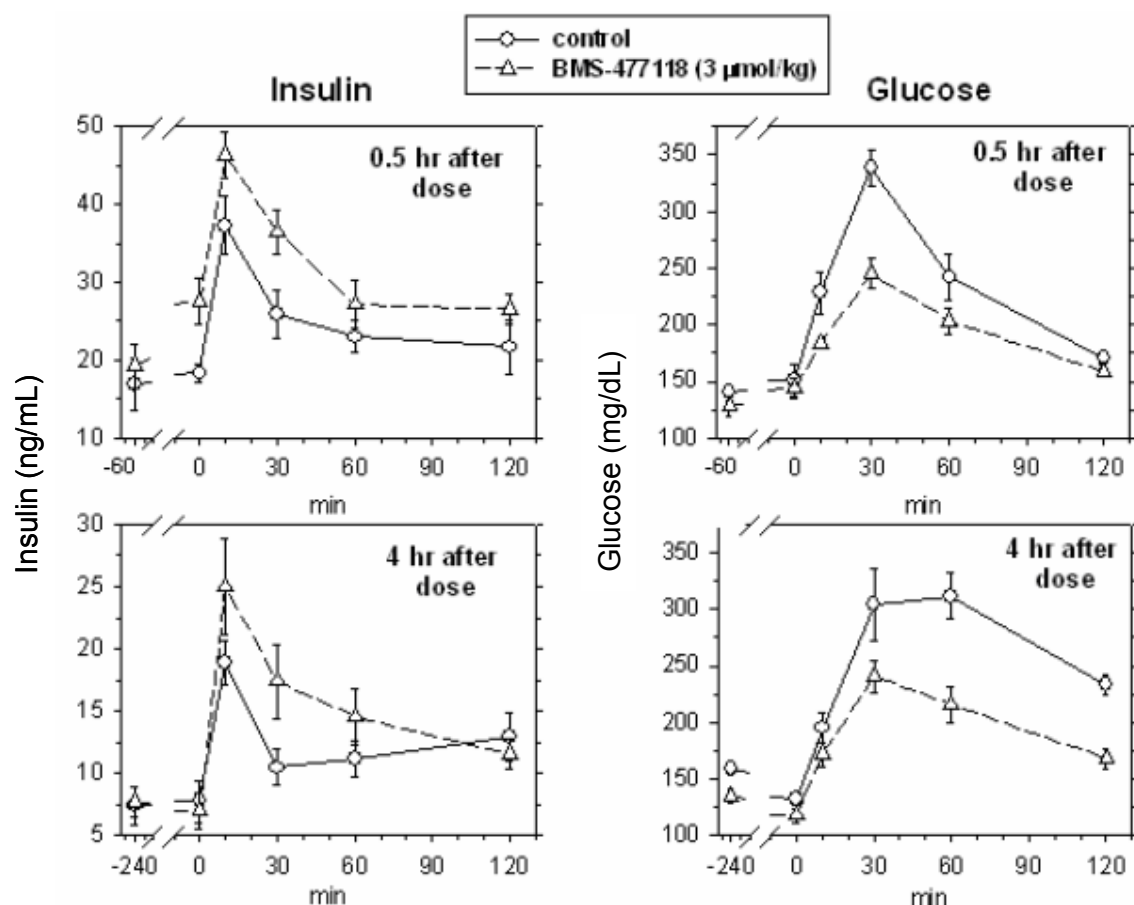 control
BMS-477118 (3 µmol/kg)
Insulin
Glucose
Insulin (ng/mL)
50
40
30
20
10
0.5 hr after
dose
-60 0 30 60 90 120
min
Glucose (mg/dL)
350
300
250
200
150
100
0.5 hr after
dose
-60 0 30 60 90 120
min
30
25
20
15
10
5
4 hr after
dose
-240 0 30 60 90 120
min
350
300
250
200
150
100
4 hr after
dose
-240 0 30 60 90 120
min